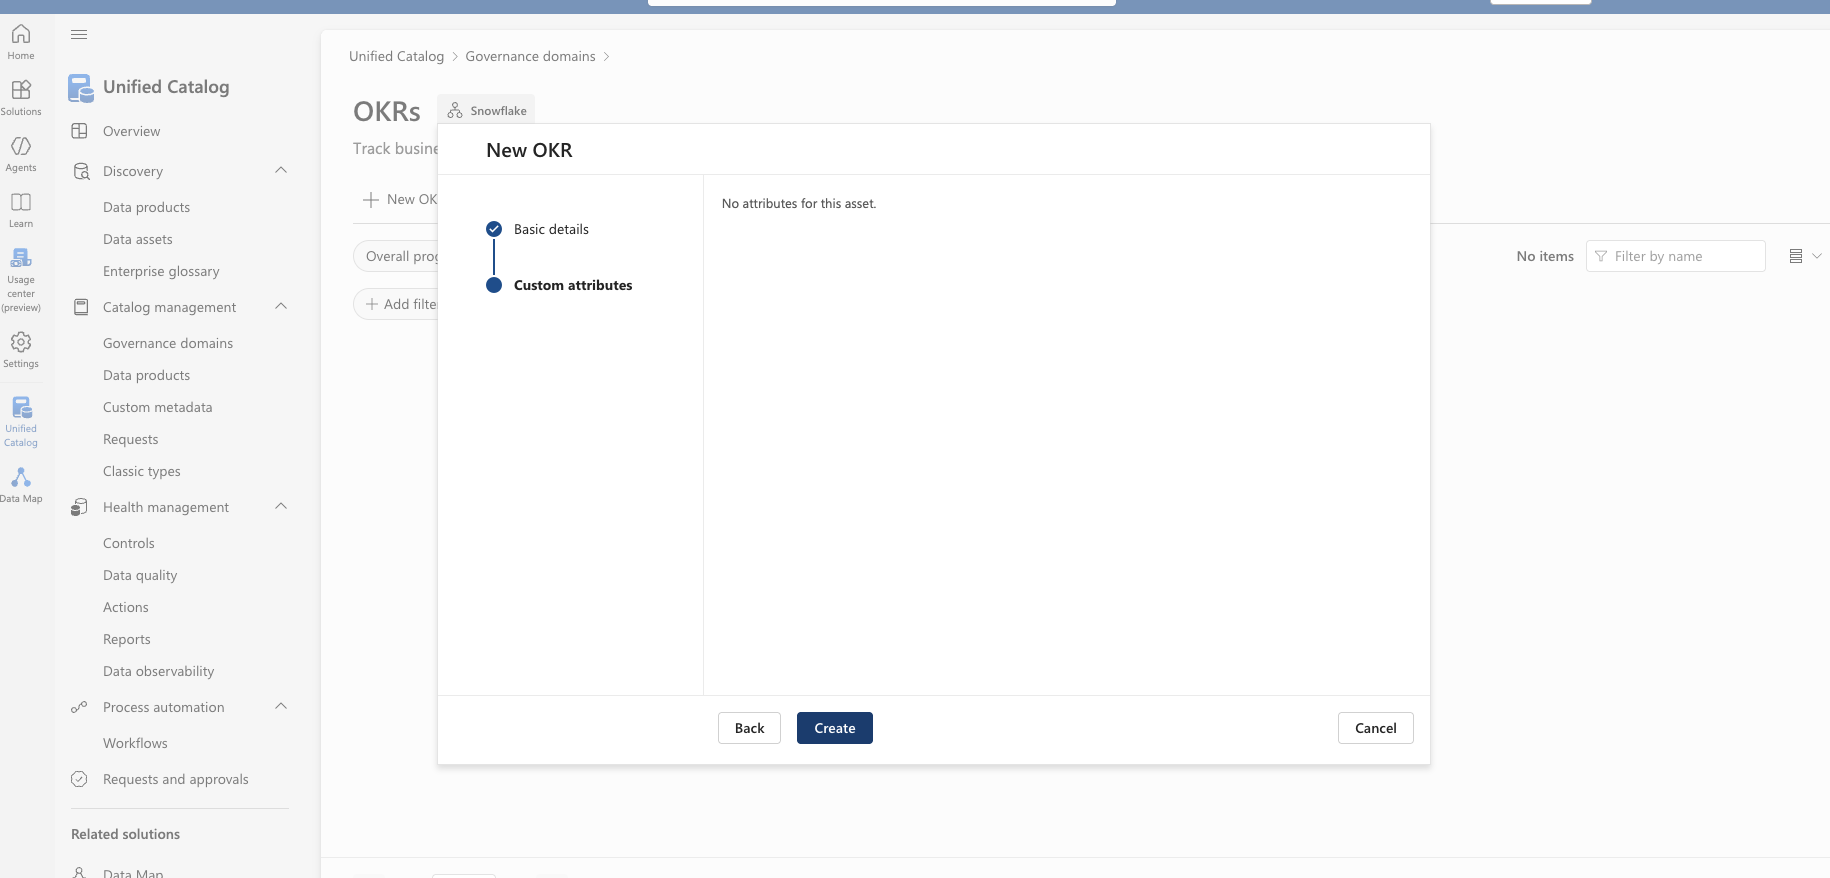 Home
Solutions
Agents
Learn
Usage
center
(preview)
Settings
Unified
Catalog
Data Map
Unified Catalog
Overview
Discovery
Data products
Data assets
Enterprise glossary
Catalog management
Governance domains
Data products
Custom metadata
Requests
Classic types
Health management
Controls
Data quality
Actions
Reports
Data observability
Process automation
Workflows
Requests and approvals
Related solutions
Data Map
Unified Catalog > Governance domains >
OKRs Snowflake
Track busine
New OK
Overall prog
Add filte
No items Filter by name
New OKR
Basic details
Custom attributes
No attributes for this asset.
Back Create Cancel